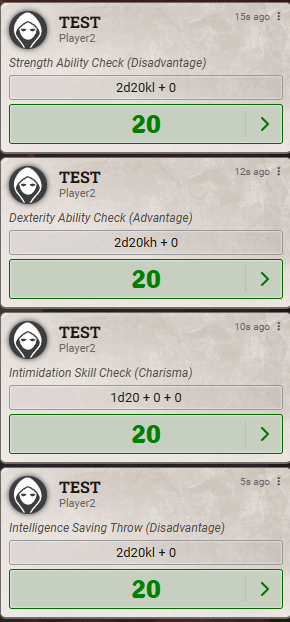 TEST
15s ago
Player2
Strength Ability Check (Disadvantage)
2d20kl + 0
20
TEST
12s ago
Player2
Dexterity Ability Check (Advantage)
2d20kh + 0
20
TEST
10s ago
Player2
Intimidation Skill Check (Charisma)
1d20 + 0 + 0
20
TEST
5s ago
Player2
Intelligence Saving Throw (Disadvantage)
2d20kl + 0
20